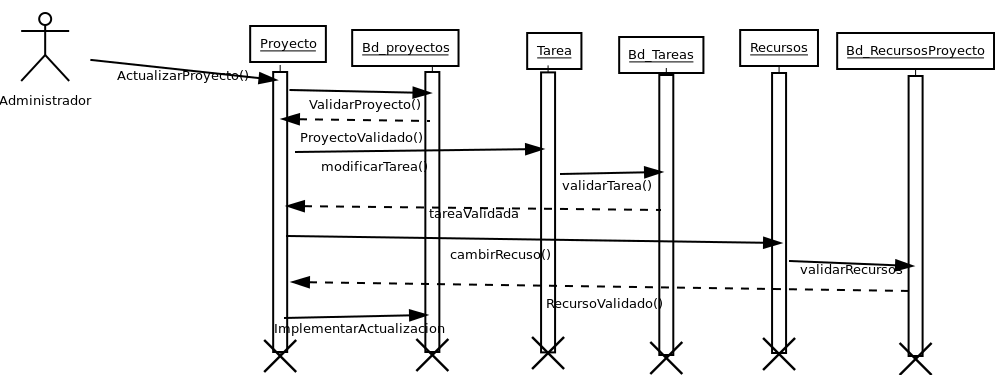 Proyecto
Bd_proyectos
Tarea
Bd_Tareas
Recursos
Bd_RecursosProyecto
ActualizarProyecto()
Administrador
ValidarProyecto()
ProyectoValidado()
modificarTarea()
validarTarea()
tareaValidada
cambirRecuso()
validarRecursos
RecursoValidado()
ImplementarActualizacion